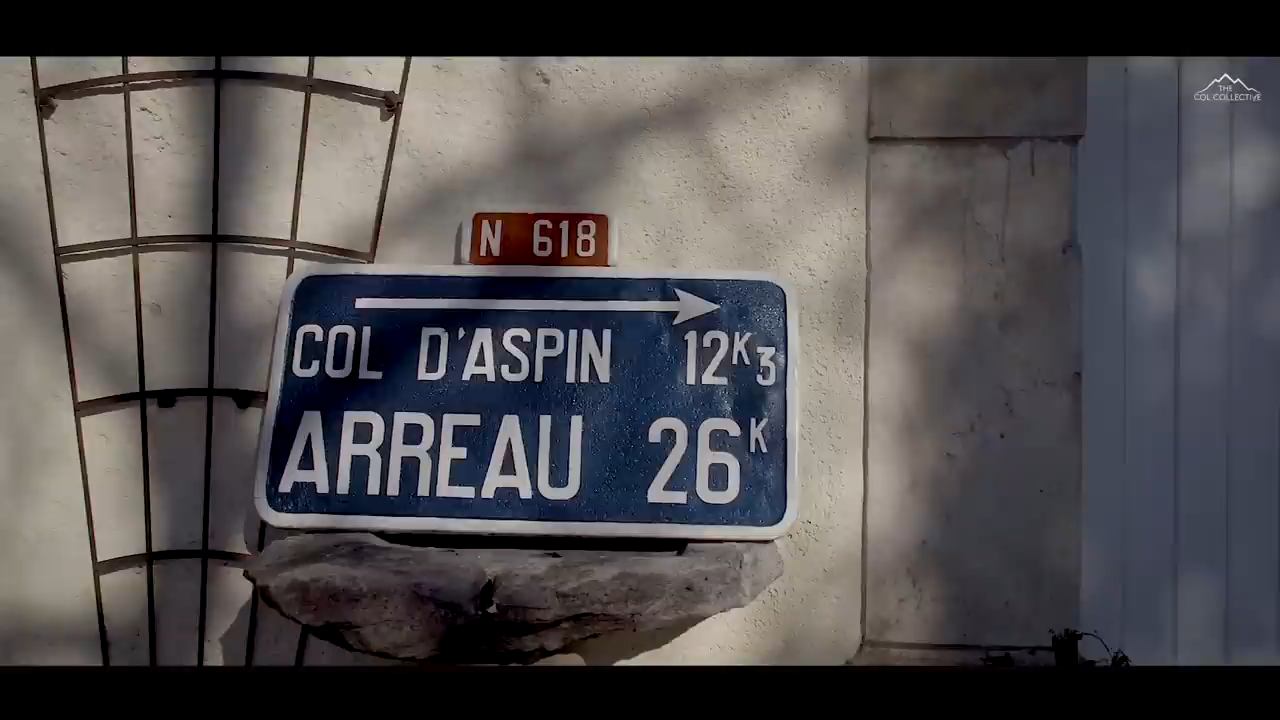 THE
COL COLLECTIVE
N 618
COL D'ASPIN 12K3
ARREAU 26K